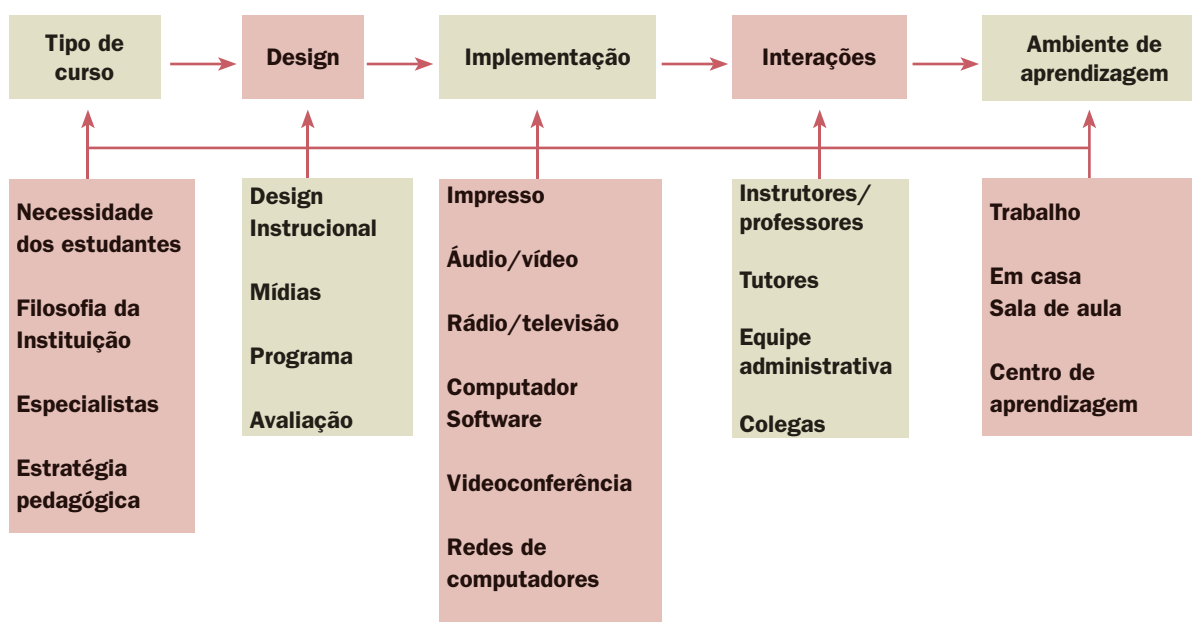 Tipo de
curso
Design
Implementação
Interações
Ambiente de
aprendizagem
Necessidade
dos estudantes
Filosofia da
Instituição
Especialistas
Estratégia
pedagógica
Design
Instrucional
Mídias
Programa
Avaliação
Impresso
Áudio/vídeo
Rádio/televisão
Computador
Software
Videoconferência
Redes de
computadores
Instrutores/
professores
Tutores
Equipe
administrativa
Colegas
Trabalho
Em casa
Sala de aula
Centro de
aprendizagem